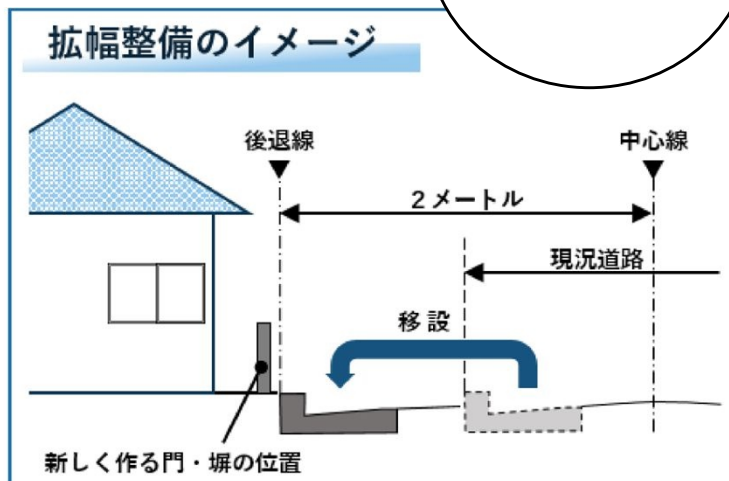 拡幅整備のイメージ
後退線
中心線
2メートル
現況道路
移設
新しく作る門・塀の位置